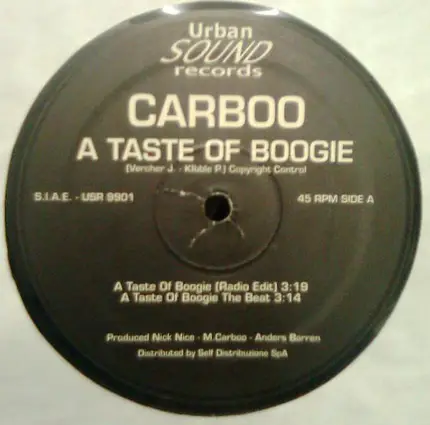 Urban
SOUND
records
CARBOO
A TASTE OF BOOGIE
(Versher J. - Klibble P.) Copyright Control
S.I.A.E. - USR 9901
45 RPM SIDE A
A Taste Of Boogie (Radio Edit) 3:19
A Taste Of Boogie The Beat 3:14
Produced Nick Nice - M.Carboo - Anders Barren
Distributed by Self Distribuzione SpA